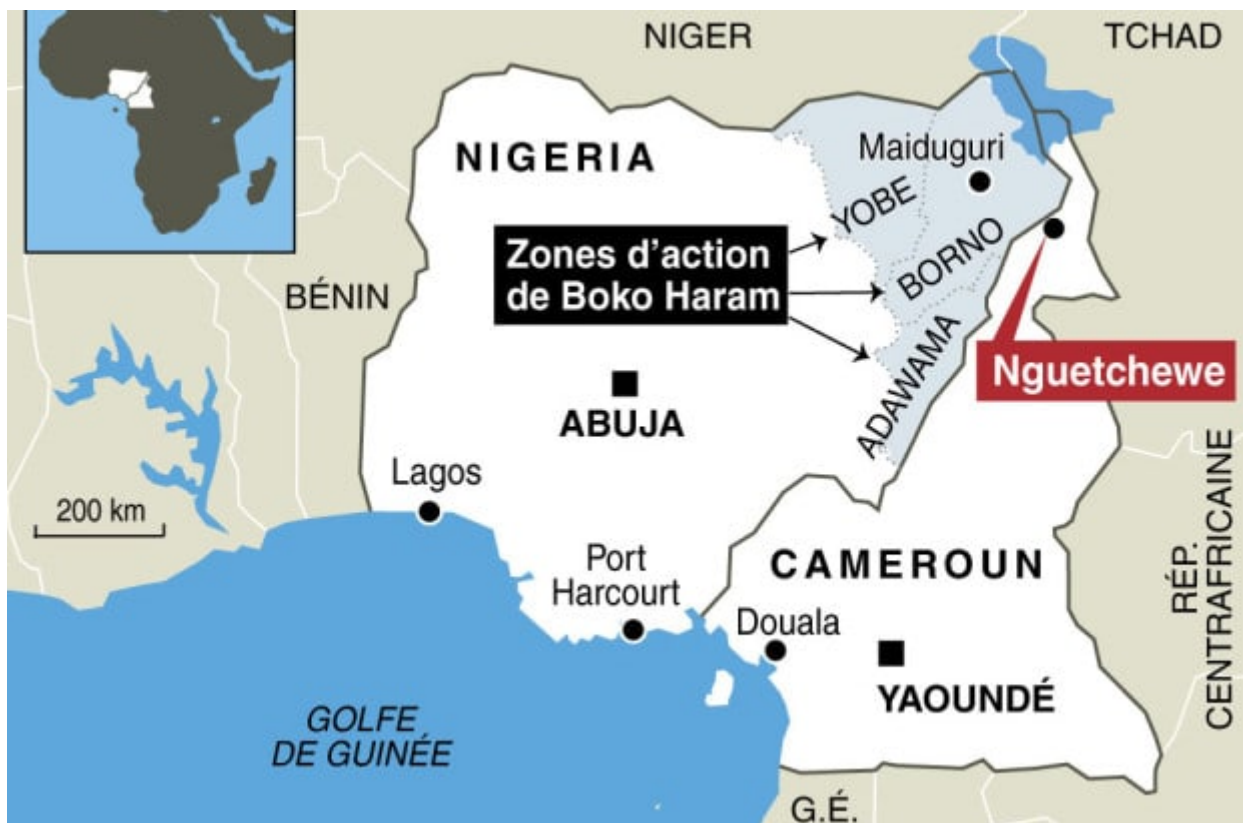 NIGER
TCHAD
NIGERIA
Maiduguri
YOBE
BORNO
ADAWAMA
Zones d'action
de Boko Haram
BÉNIN
Nguetchewe
ABUJA
Lagos
200 km
Port
Harcourt
CAMEROUN
Douala
YAOUNDÉ
RÉP.
CENTRAFRICAINE
GOLFE
DE GUINÉE
G.É.